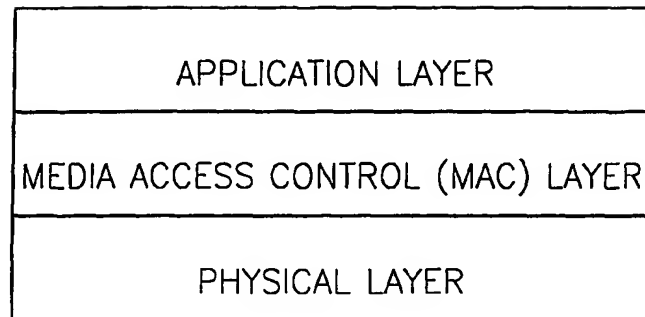 APPLICATION LAYER
MEDIA ACCESS CONTROL (MAC) LAYER
PHYSICAL LAYER